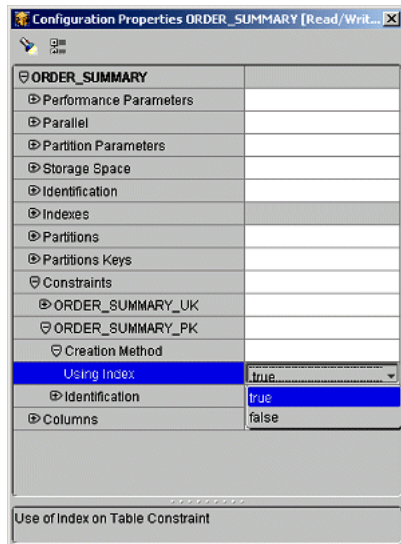 Configuration Properties ORDER_SUMMARY [Read/Writ...
ORDER_SUMMARY
Performance Parameters
Parallel
Partition Parameters
Storage Space
Identification
Indexes
Partitions
Partitions Keys
Constraints
ORDER_SUMMARY_UK
ORDER_SUMMARY_PK
Creation Method
Using Index true
Identification true
false
Columns
Use of Index on Table Constraint